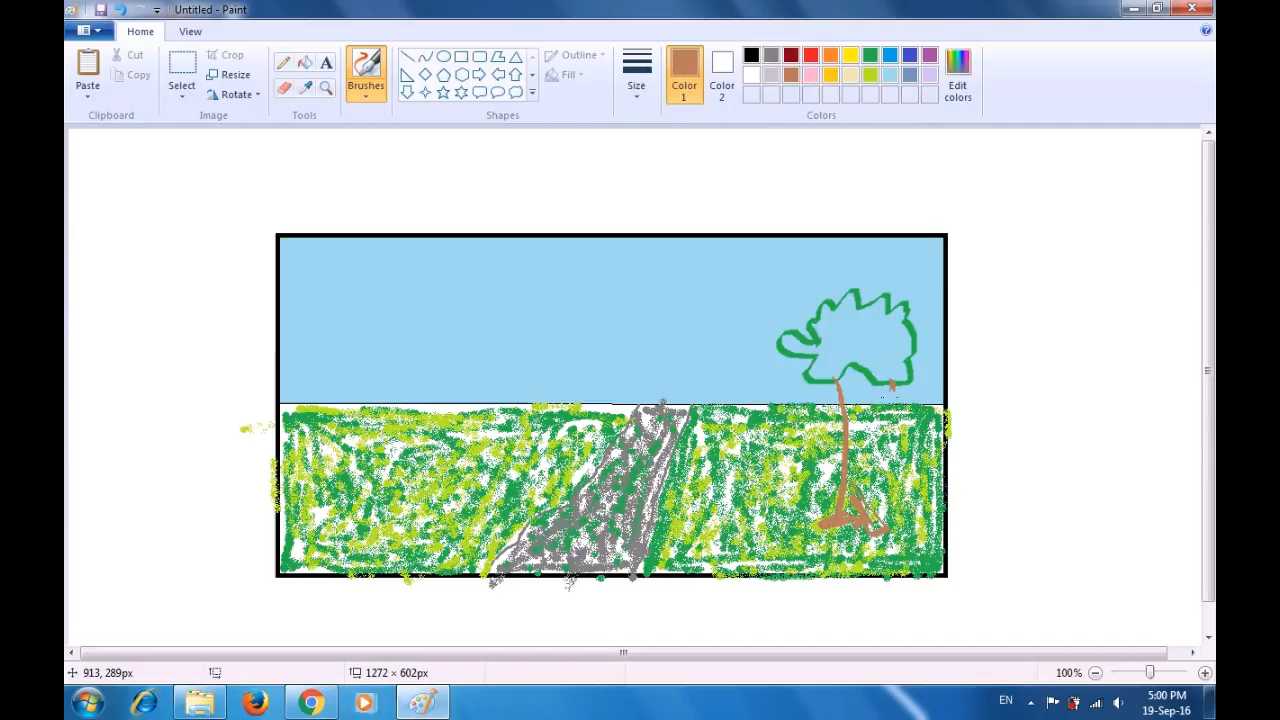 Untitled - Paint
Home View
Paste
Cut
Copy
Clipboard
Select
Crop
Resize
Rotate
Image
A
Tools
Brushes
Outline
Fill
Shapes
Size
Color 1
Color 2
Edit colors
Colors
913, 289px
1272 × 602px
100%
EN
5:00 PM
19-Sep-16